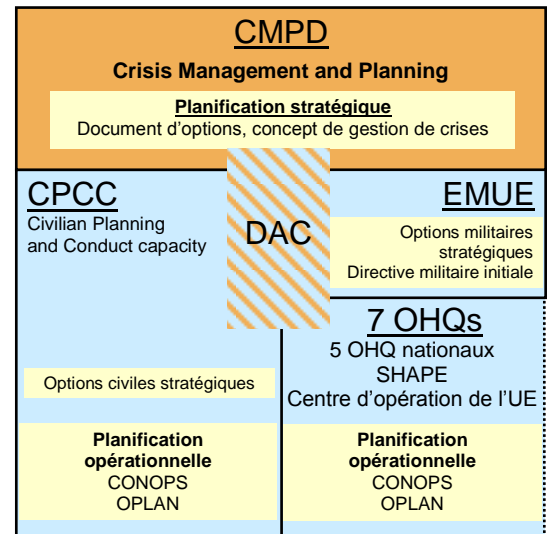 CMPD
Crisis Management and Planning
Planification stratégique
Document d'options, concept de gestion de crises
CPCC
Civilian Planning
and Conduct capacity
DAC
EMUE
Options militaires
stratégiques
Directive militaire initiale
7 OHQs
5 OHQ nationaux
SHAPE
Centre d'opération de l'UE
Options civiles stratégiques
Planification
opérationnelle
CONOPS
OPLAN
Planification
opérationnelle
CONOPS
OPLAN